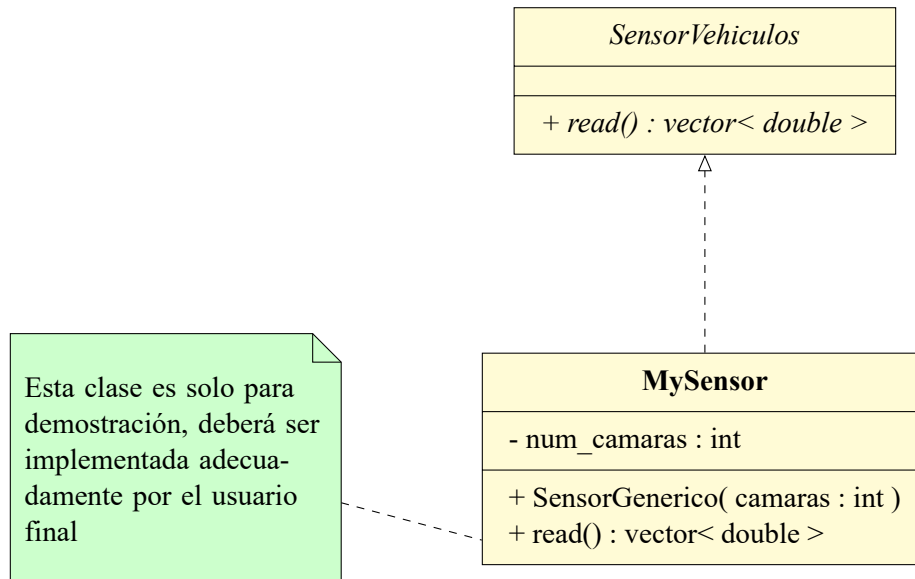 SensorVehiculos
+ read() : vector< double >
MySensor
- num_camaras : int
+ SensorGenerico( camaras : int )
+ read() : vector< double >
Esta clase es solo para
demostración, deberá ser
implementada adecua-
damente por el usuario
final